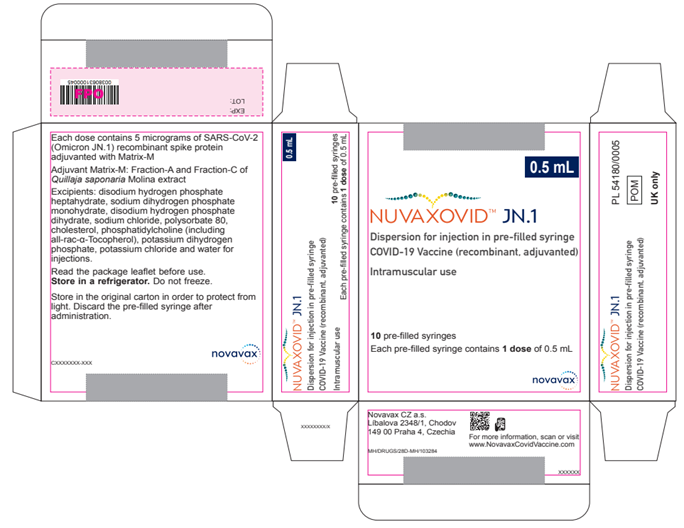 0038063100045
FPO
EXP:
LOT:
Each dose contains 5 micrograms of SARS-CoV-2
(Omicron JN.1) recombinant spike protein
adjuvanted with Matrix-M
Adjuvant Matrix-M: Fraction-A and Fraction-C of
Quillaja saponaria Molina extract
Excipients: disodium hydrogen phosphate
heptahydrate, sodium dihydrogen phosphate
monohydrate, disodium hydrogen phosphate
dihydrate, sodium chloride, polysorbate 80,
cholesterol, phosphatidylcholine (including
all-rac-α-Tocopherol), potassium dihydrogen
phosphate, potassium chloride and water for
injections.
Read the package leaflet before use.
Store in a refrigerator. Do not freeze.
Store in the original carton in order to protect from
light. Discard the pre-filled syringe after
administration.
novavax
CXXXXXXX-XXX
0.5 mL
NUVAXOVID™ JN.1
Dispersion for injection in pre-filled syringe
COVID-19 Vaccine (recombinant, adjuvanted)
Intramuscular use
10 pre-filled syringes
Each pre-filled syringe contains 1 dose of 0.5 mL
XXXXXXXX/X
0.5 mL
NUVAXOVID™ JN.1
Dispersion for injection in pre-filled syringe
COVID-19 Vaccine (recombinant, adjuvanted)
Intramuscular use
10 pre-filled syringes
Each pre-filled syringe contains 1 dose of 0.5 mL
novavax
Novavax CZ a.s.
Líbalova 2348/1, Chodov
149 00 Praha 4, Czechia
MH/DRUGS/28D-MH/103284
For more information, scan or visit
www.NovavaxCovidVaccine.com
XXXXXX
NUVAXOVID™ JN.1
Dispersion for injection in pre-filled syringe
COVID-19 Vaccine (recombinant, adjuvanted)
PL 54180/0005
POM
UK only